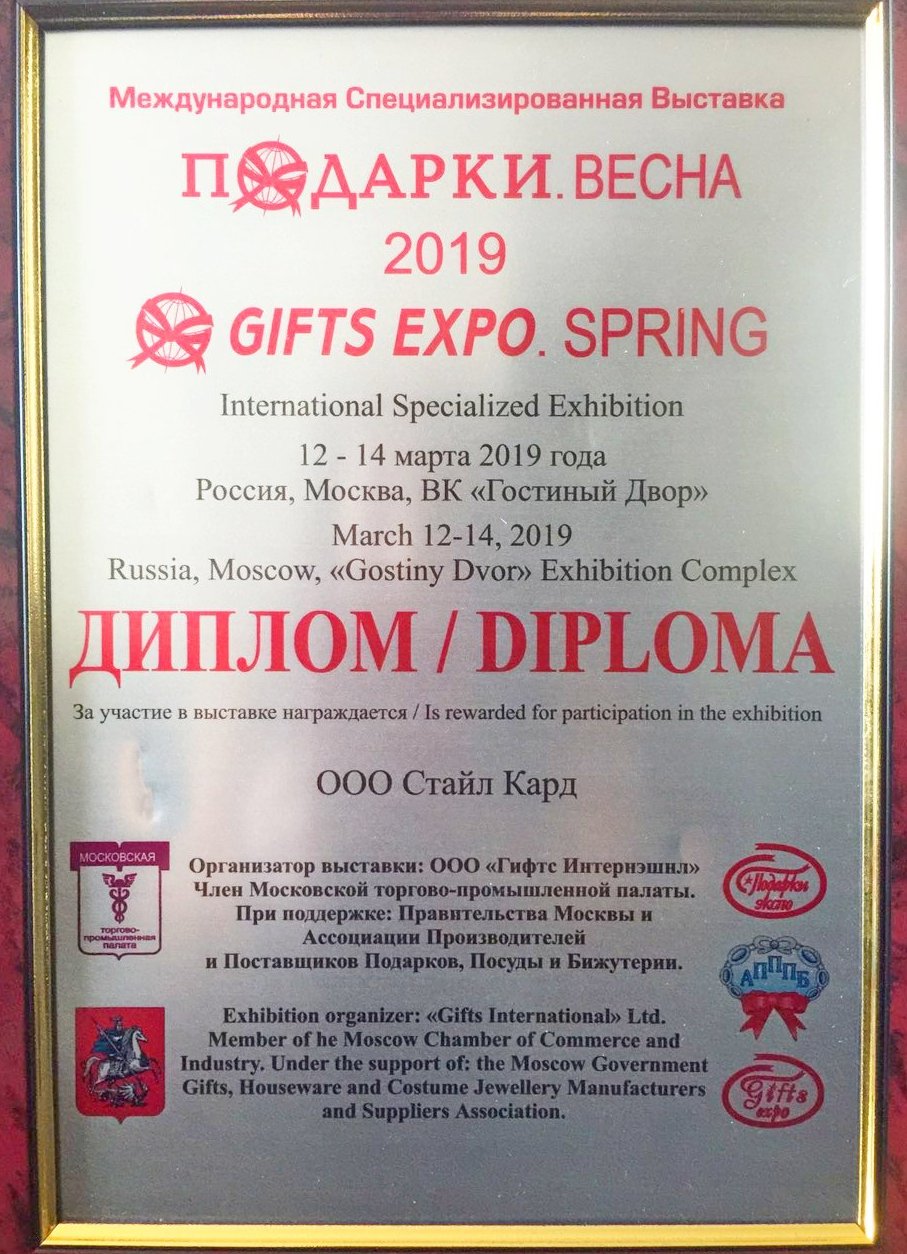 Международная Специализированная Выставка
ПОДАРКИ. ВЕСНА
2019
GIFTS EXPO. SPRING
International Specialized Exhibition
12 - 14 марта 2019 года
Россия, Москва, ВК «Гостиный Двор»
March 12-14, 2019
Russia, Moscow, «Gostiny Dvor» Exhibition Complex
ДИПЛОМ / DIPLOMA
За участие в выставке награждается / Is rewarded for participation in the exhibition
ООО Стайл Кард
МОСКОВСКАЯ
торгово-
промышленная
палата
Организатор выставки: ООО «Гифтс Интернэшнл»
Член Московской торгово-промышленной палаты.
При поддержке: Правительства Москвы и
Ассоциации Производителей
и Поставщиков Подарков, Посуды и Бижутерии.
Подарки
экспо
АПППБ
Exhibition organizer: «Gifts International» Ltd.
Member of he Moscow Chamber of Commerce and
Industry. Under the support of: the Moscow Government
Gifts, Houseware and Costume Jewellery Manufacturers
and Suppliers Association.
Gifts
expo